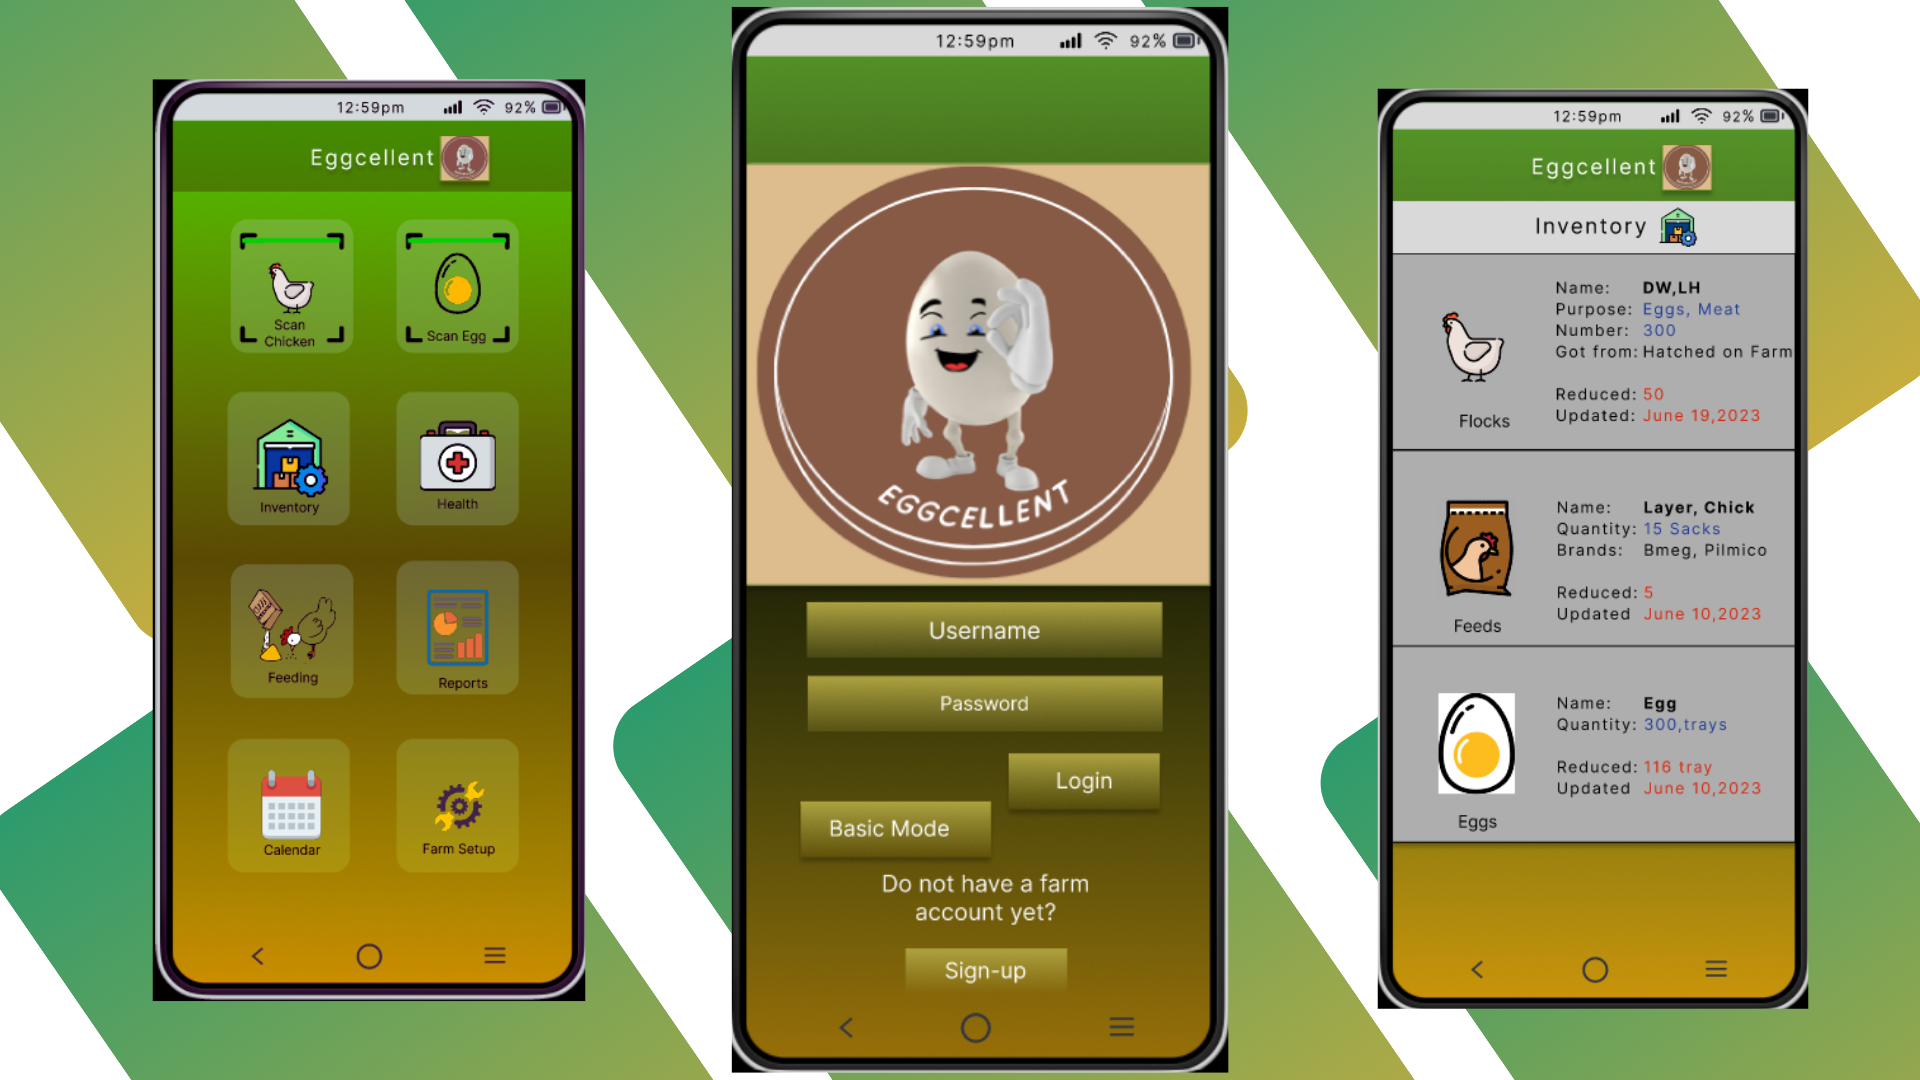 12:59pm 92%
Eggcellent
Scan
Chicken
Scan Egg
Inventory
Health
Feeding
Reports
Calendar
Farm Setup
12:59pm 92%
EGGCELLENT
Username
Password
Login
Basic Mode
Do not have a farm
account yet?
Sign-up
12:59pm 92%
Eggcellent
Inventory
Name: DW,LH
Purpose: Eggs, Meat
Number: 300
Got from: Hatched on Farm
Reduced: 50
Updated: June 19,2023
Flocks
Name: Layer, Chick
Quantity: 15 Sacks
Brands: Bmeg, Pilmico
Reduced: 5
Updated June 10,2023
Feeds
Name: Egg
Quantity: 300,trays
Reduced: 116 tray
Updated June 10,2023
Eggs